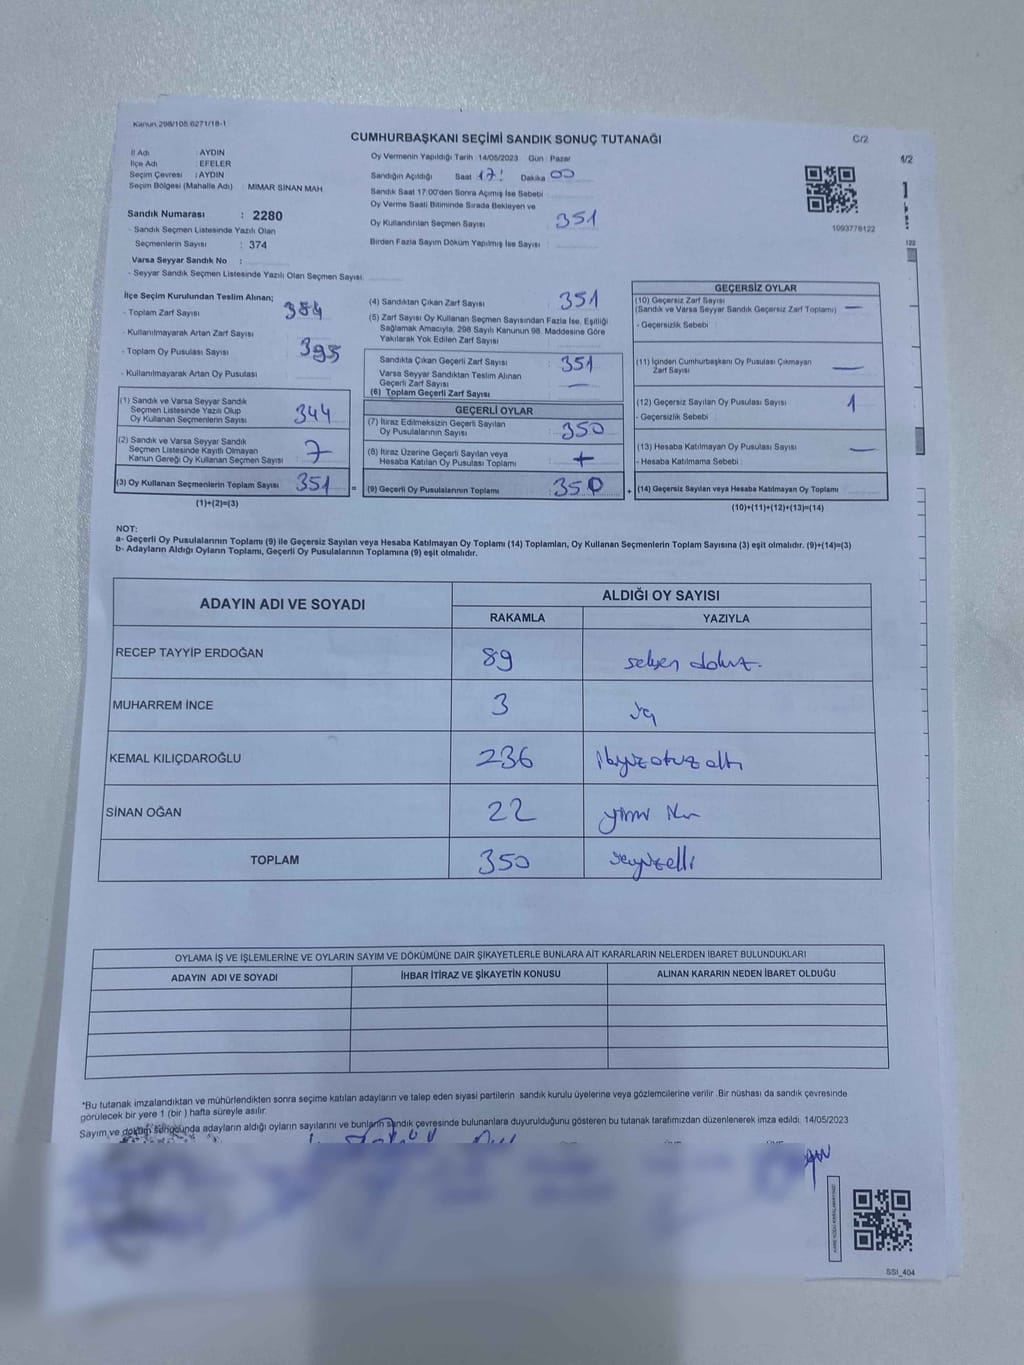 Kanun 298/105 6271/18-1
CUMHURBAŞKANI SEÇİMİ SANDIK SONUÇ TUTANAĞI
C/2
1/2
İl Adı : AYDIN
İlçe Adı : EFELER
Seçim Çevresi : AYDIN
Seçim Bölgesi (Mahalle Adı) : MIMAR SINAN MAH
Sandık Numarası : 2280
- Sandık Seçmen Listesinde Yazılı Olan
Seçmenlerin Sayısı : 374
Varsa Seyyar Sandık No :
- Seyyar Sandık Seçmen Listesinde Yazılı Olan Seçmen Sayısı
Oy Vermenin Yapıldığı Tarih : 14/05/2023 Gün : Pazar
Sandığın Açıldığı Saat 17: Dakika 00
Sandık Saat 17:00'den Sonra Açımış İse Sebebi
Oy Verme Saati Bitiminde Sırada Bekleyen ve
Oy Kullandırılan Seçmen Sayısı 351
Birden Fazla Sayım Döküm Yapılmış İse Sayısı
1093778122
122
İlçe Seçim Kurulundan Teslim Alınan;
- Toplam Zarf Sayısı 384
- Kullanılmayarak Artan Zarf Sayısı
- Toplam Oy Pusulası Sayısı 395
- Kullanılmayarak Artan Oy Pusulası
(1) Sandık ve Varsa Seyyar Sandık
Seçmen Listesinde Yazılı Olup
Oy Kullanan Seçmenlerin Sayısı 344
(2) Sandık ve Varsa Seyyar Sandık
Seçmen Listesinde Kayıtlı Olmayan
Kanun Gereği Oy Kullanan Seçmen Sayısı 7
(3) Oy Kullanan Seçmenlerin Toplam Sayısı 351 =
(1)+(2)=(3)
(4) Sandıktan Çıkan Zarf Sayısı 351
(5) Zarf Sayısı Oy Kullanan Seçmen Sayısından Fazla İse, Eşitliği
Sağlamak Amacıyla, 298 Sayılı Kanunun 98. Maddesine Göre
Yakılarak Yok Edilen Zarf Sayısı
Sandıkta Çıkan Geçerli Zarf Sayısı 351
Varsa Seyyar Sandıktan Teslim Alınan
Geçerli Zarf Sayısı —
(6) Toplam Geçerli Zarf Sayısı
GEÇERLİ OYLAR
(7) İtiraz Edilmeksizin Geçerli Sayılan
Oy Pusulalarının Sayısı 350
(8) İtiraz Üzerine Geçerli Sayılan veya
Hesaba Katılan Oy Pusulası Toplamı +
(9) Geçerli Oy Pusulalarının Toplamı 350 +
GEÇERSİZ OYLAR
(10) Geçersiz Zarf Sayısı
(Sandık ve Varsa Seyyar Sandık Geçersiz Zarf Toplamı) —
- Geçersizlik Sebebi
(11) İçinden Cumhurbaşkanı Oy Pusulası Çıkmayan
Zarf Sayısı —
(12) Geçersiz Sayılan Oy Pusulası Sayısı 1
- Geçersizlik Sebebi
(13) Hesaba Katılmayan Oy Pusulası Sayısı —
- Hesaba Katılmama Sebebi
(14) Geçersiz Sayılan veya Hesaba Katılmayan Oy Toplamı
(10)+(11)+(12)+(13)=(14)
NOT:
a- Geçerli Oy Pusulalarının Toplamı (9) ile Geçersiz Sayılan veya Hesaba Katılmayan Oy Toplamı (14) Toplamları, Oy Kullanan Seçmenlerin Toplam Sayısına (3) eşit olmalıdır. (9)+(14)=(3)
b- Adayların Aldığı Oyların Toplamı, Geçerli Oy Pusulalarının Toplamına (9) eşit olmalıdır.
ADAYIN ADI VE SOYADI
ALDIĞI OY SAYISI
RAKAMLA YAZIYLA
RECEP TAYYİP ERDOĞAN 89 seksen dokuz.
MUHARREM İNCE 3 üç
KEMAL KILIÇDAROĞLU 236 ikiyüzotuzaltı
SİNAN OĞAN 22 yirmi iki
TOPLAM 350 üçyüzelli
OYLAMA İŞ VE İŞLEMLERİNE VE OYLARIN SAYIM VE DÖKÜMÜNE DAİR ŞİKAYETLERLE BUNLARA AİT KARARLARIN NELERDEN İBARET BULUNDUKLARI
ADAYIN ADI VE SOYADI İHBAR İTİRAZ VE ŞİKAYETİN KONUSU ALINAN KARARIN NEDEN İBARET OLDUĞU
*Bu tutanak imzalandıktan ve mühürlendikten sonra seçime katılan adayların ve talep eden siyasi partilerin sandık kurulu üyelerine veya gözlemcilerine verilir. Bir nüshası da sandık çevresinde
görülecek bir yere 1 (bir ) hafta süreyle asılır.
Sayım ve döküm sonucunda adayların aldığı oyların sayılarını ve bunların sandık çevresinde bulunanlara duyurulduğunu gösteren bu tutanak tarafımızdan düzenlenerek imza edildi. 14/05/2023
SSI_404